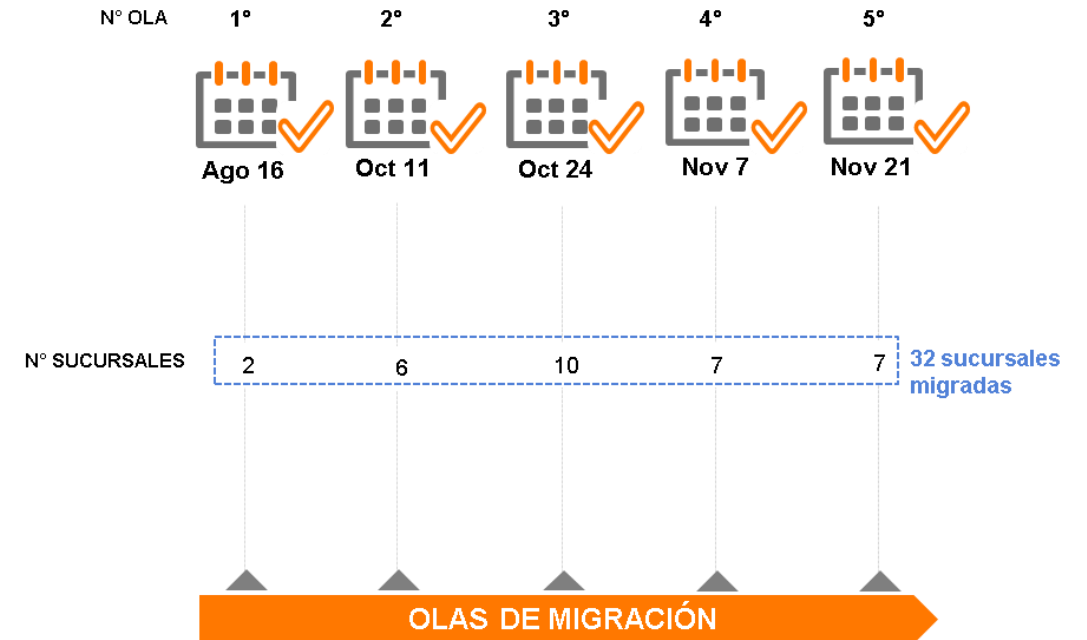 N° OLA 1° 2° 3° 4° 5°
Ago 16 Oct 11 Oct 24 Nov 7 Nov 21
N° SUCURSALES 2 6 10 7 7 32 sucursales
migradas
OLAS DE MIGRACIÓN